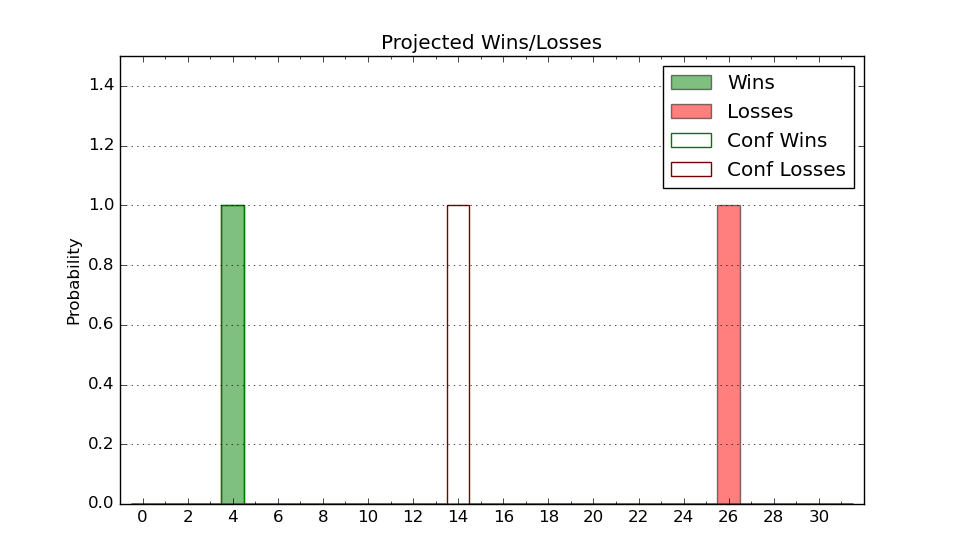 Projected Wins/Losses
1.4
1.2
1.0
0.8
0.6
0.4
0.2
0.0
Probability
Wins
Losses
Conf Wins
Conf Losses
0 2 4 6 8 10 12 14 16 18 20 22 24 26 28 30